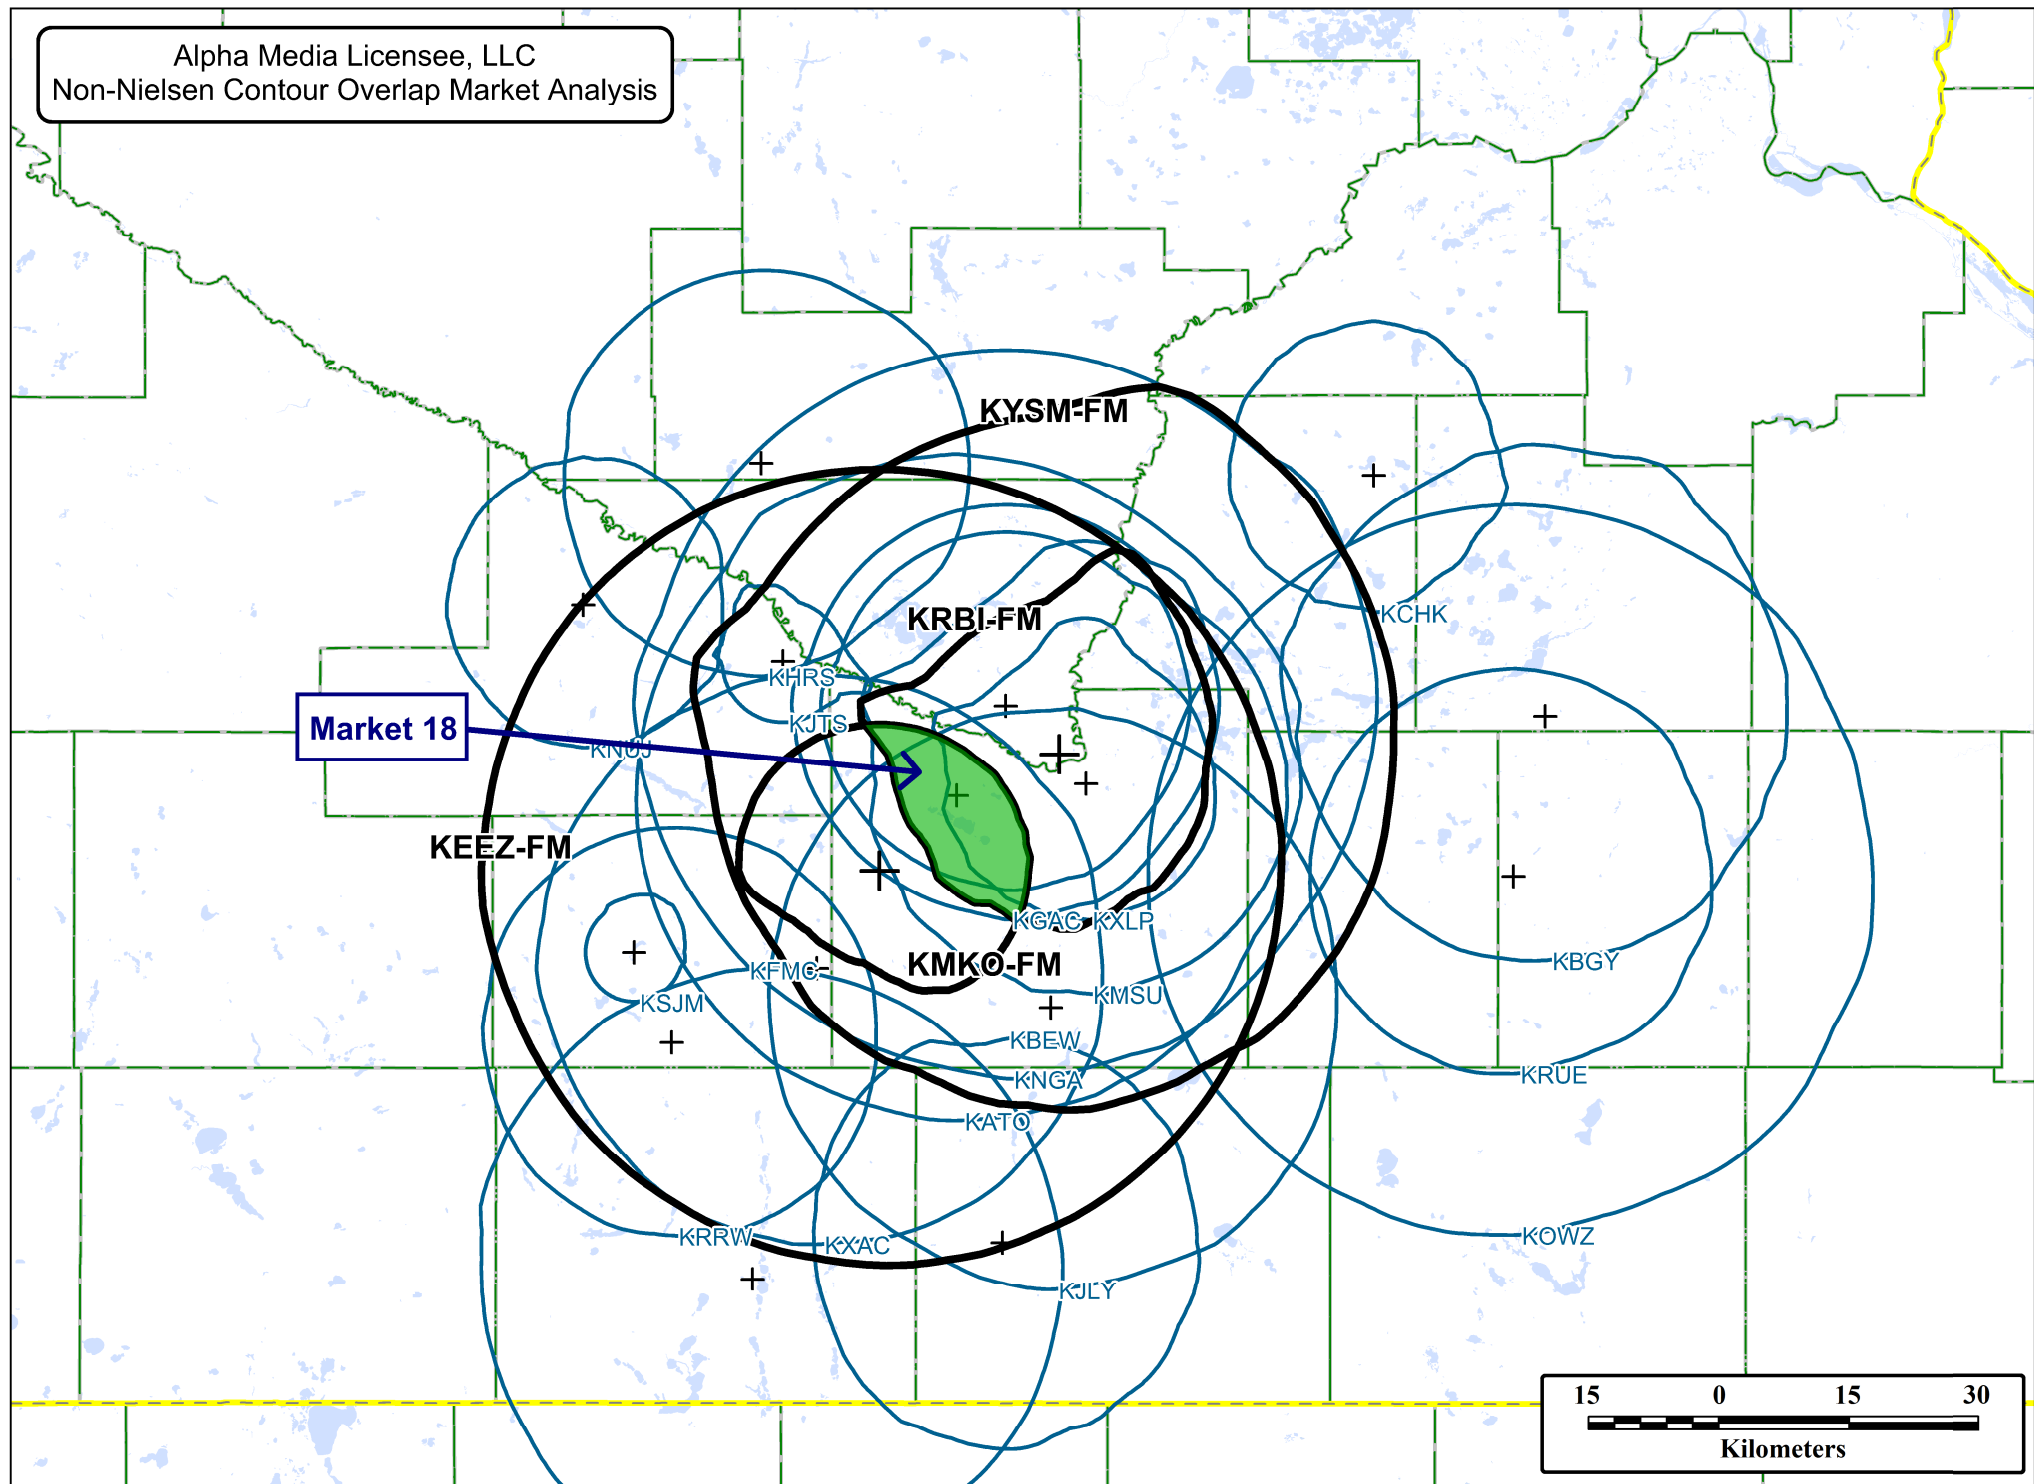 Alpha Media Licensee, LLC
Non-Nielsen Contour Overlap Market Analysis
KYSM-FM
KRBI-FM
KCHK
KHRS
Market 18
KJTS
KNUJ
KEEZ-FM
KGAC
KXLP
KMKO-FM
KBGY
KFMC
KSJM
KMSU
KBEW
KNGA
KRUE
KATO
KRRW
KXAC
KOWZ
KJLY
15 0 15 30
Kilometers